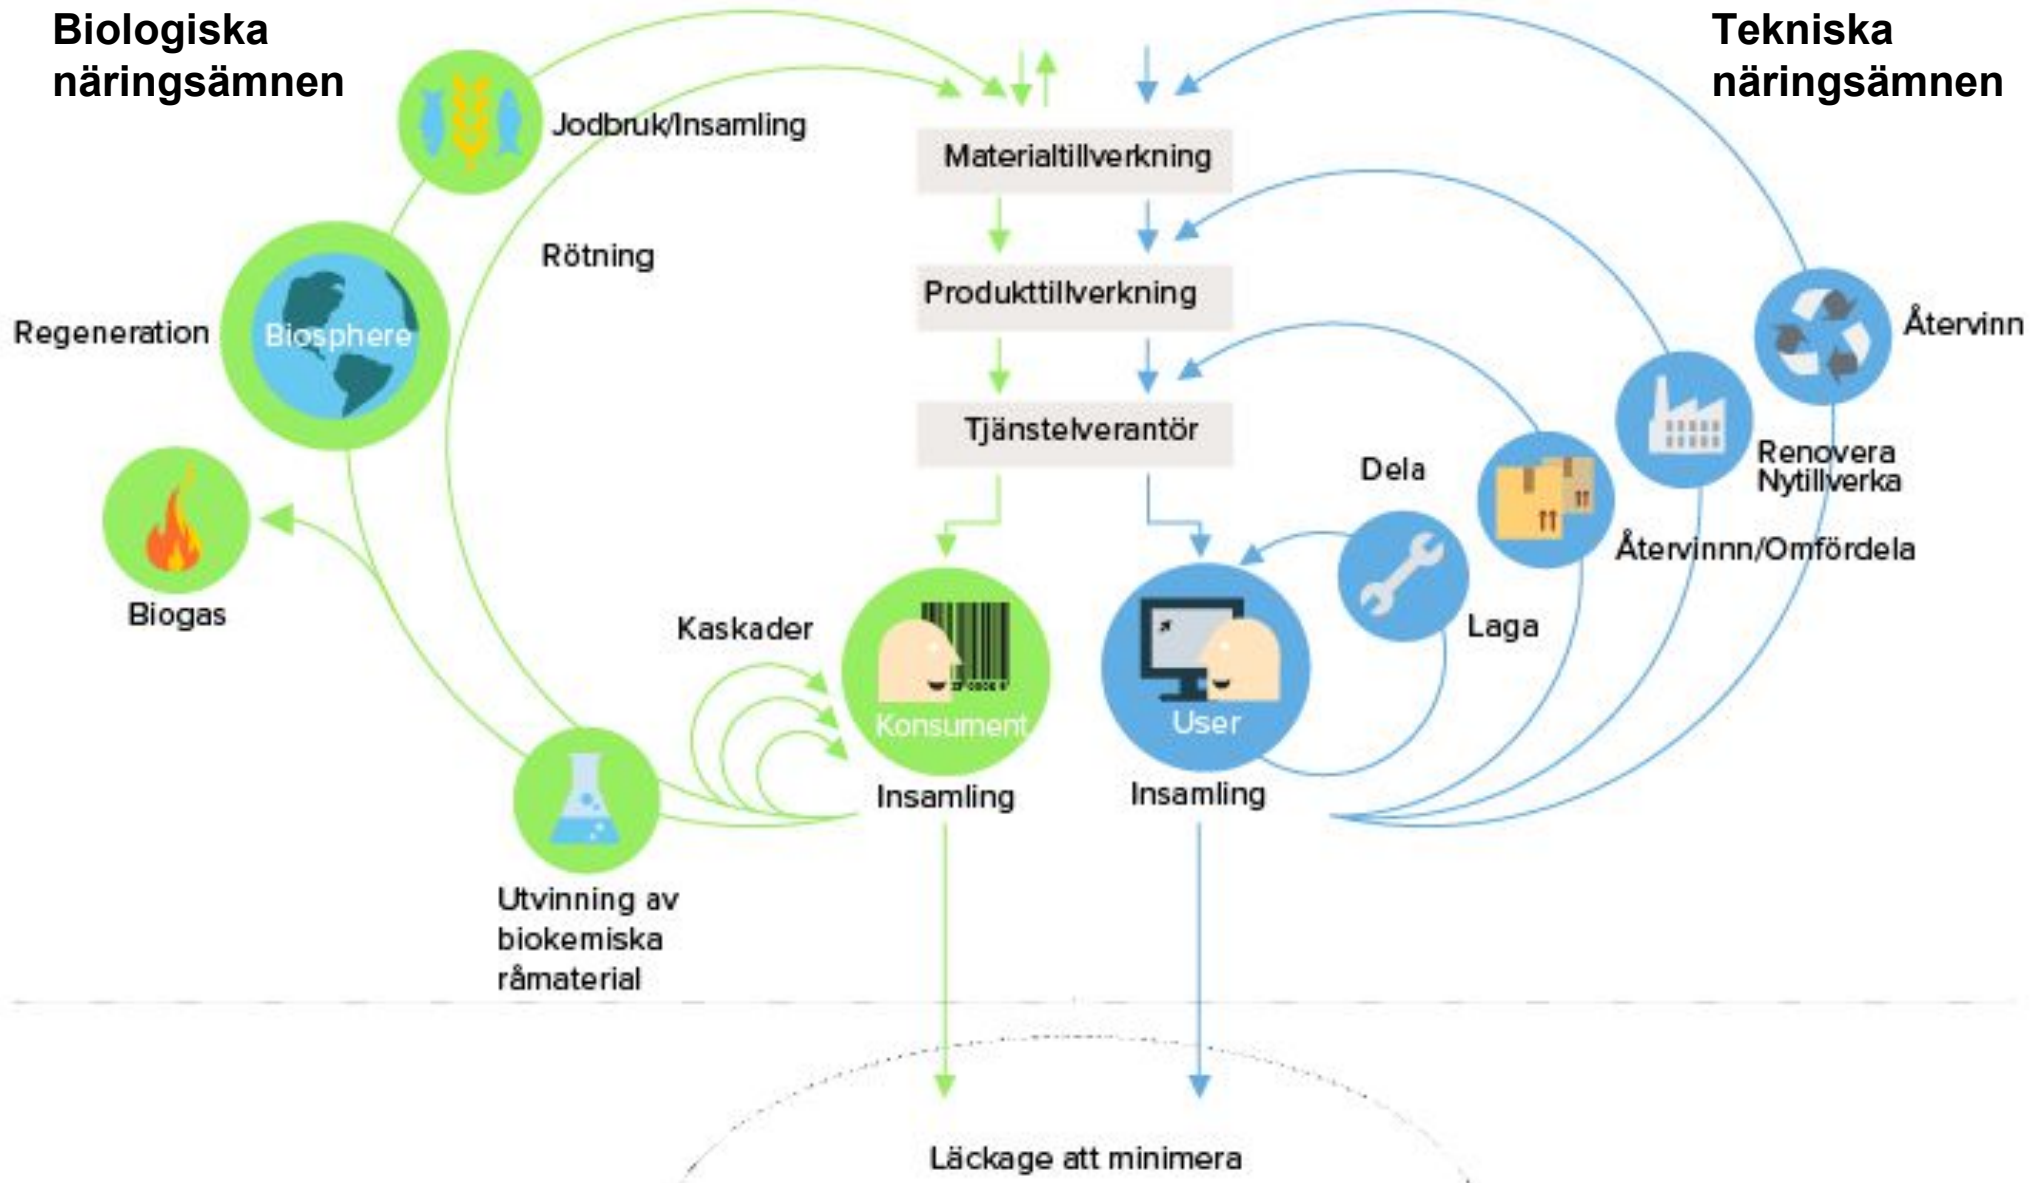 Biologiska
näringsämnen
Tekniska
näringsämnen
Jodbruk/Insamling
Materialtillverkning
Rötning
Produkttillverkning
Regeneration
Biosphere
Återvinn
Tjänstelverantör
Renovera
Nytillverka
Dela
Återvinnn/Omfördela
Biogas
Kaskader
Laga
Konsument
User
Insamling
Insamling
Utvinning av
biokemiska
råmaterial
Läckage att minimera